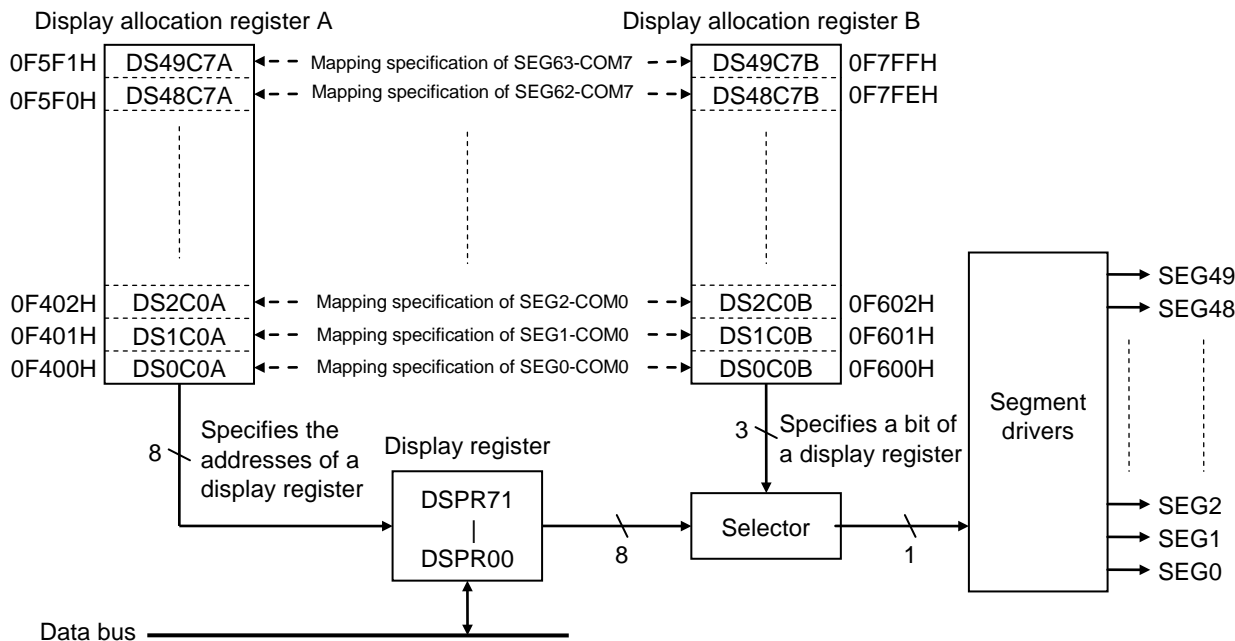 Display allocation register A
Display allocation register B
0F5F1H
DS49C7A
Mapping specification of SEG63-COM7
DS49C7B
0F7FFH
0F5F0H
DS48C7A
Mapping specification of SEG62-COM7
DS48C7B
0F7FEH
0F402H
DS2C0A
Mapping specification of SEG2-COM0
DS2C0B
0F602H
0F401H
DS1C0A
Mapping specification of SEG1-COM0
DS1C0B
0F601H
0F400H
DS0C0A
Mapping specification of SEG0-COM0
DS0C0B
0F600H
8
Specifies the
addresses of a
display register
3
Specifies a bit of
a display register
Display register
DSPR71
DSPR00
8
Selector
1
Segment
drivers
SEG49
SEG48
SEG2
SEG1
SEG0
Data bus